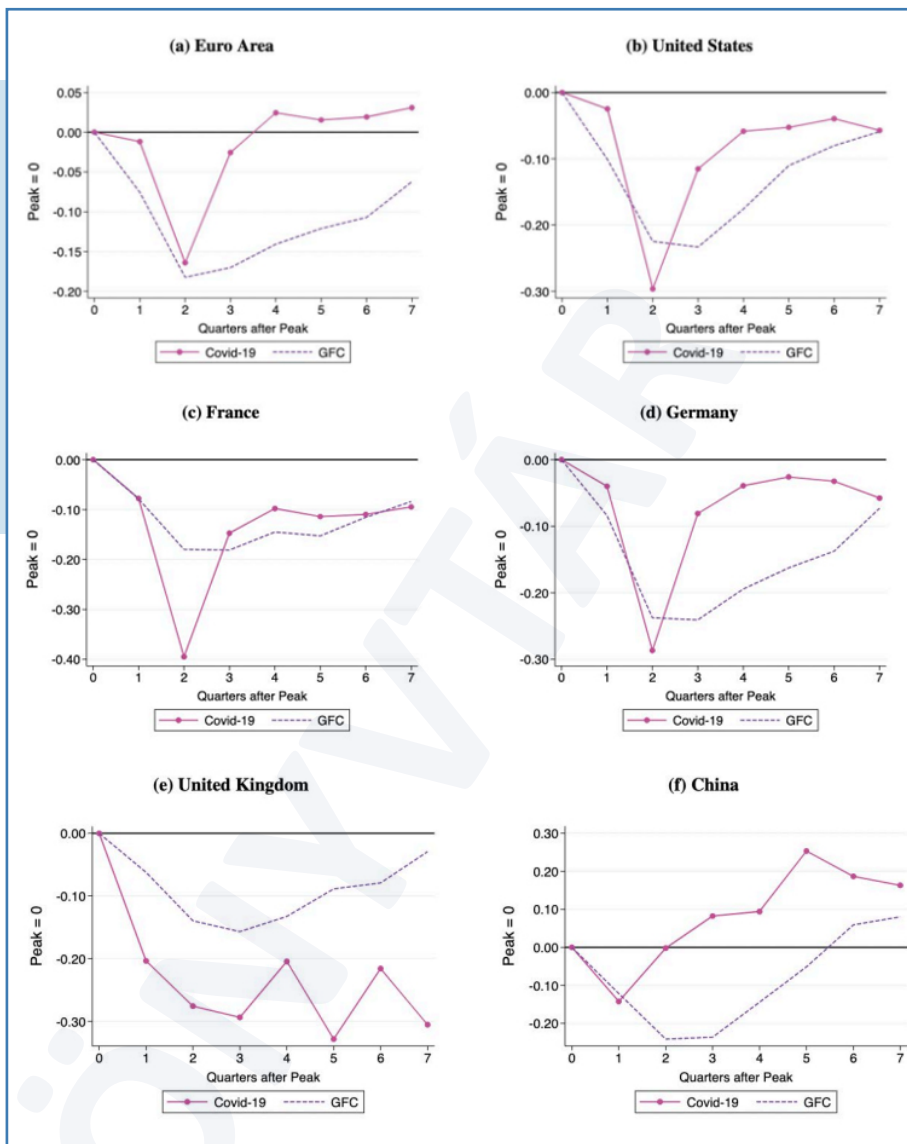 (a) Euro Area
0.05
0.00
-0.05
-0.10
-0.15
-0.20
Peak = 0
0 1 2 3 4 5 6 7
Quarters after Peak
Covid-19 GFC
(b) United States
0.00
-0.10
-0.20
-0.30
Peak = 0
0 1 2 3 4 5 6 7
Quarters after Peak
Covid-19 GFC
(c) France
0.00
-0.10
-0.20
-0.30
-0.40
Peak = 0
0 1 2 3 4 5 6 7
Quarters after Peak
Covid-19 GFC
(d) Germany
0.00
-0.10
-0.20
-0.30
Peak = 0
0 1 2 3 4 5 6 7
Quarters after Peak
Covid-19 GFC
(e) United Kingdom
0.00
-0.10
-0.20
-0.30
Peak = 0
0 1 2 3 4 5 6 7
Quarters after Peak
Covid-19 GFC
(f) China
0.30
0.20
0.10
0.00
-0.10
-0.20
Peak = 0
0 1 2 3 4 5 6 7
Quarters after Peak
Covid-19 GFC
ÖNYVTÁR